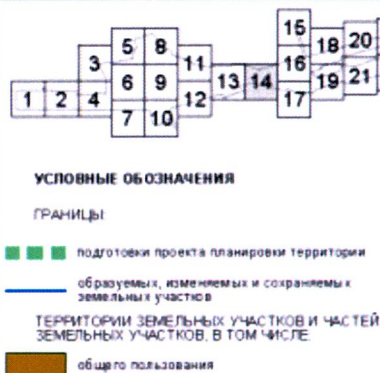 15
5 8 18 20
3 11 16
6 9 13 14 19 21
1 2 4 12 17
7 10
УСЛОВНЫЕ ОБОЗНАЧЕНИЯ
ГРАНИЦЫ:
подготовки проекта планировки территории
образуемых, изменяемых и сохраняемых
земельных участков
ТЕРРИТОРИИ ЗЕМЕЛЬНЫХ УЧАСТКОВ И ЧАСТЕЙ
ЗЕМЕЛЬНЫХ УЧАСТКОВ, В ТОМ ЧИСЛЕ:
общего пользования